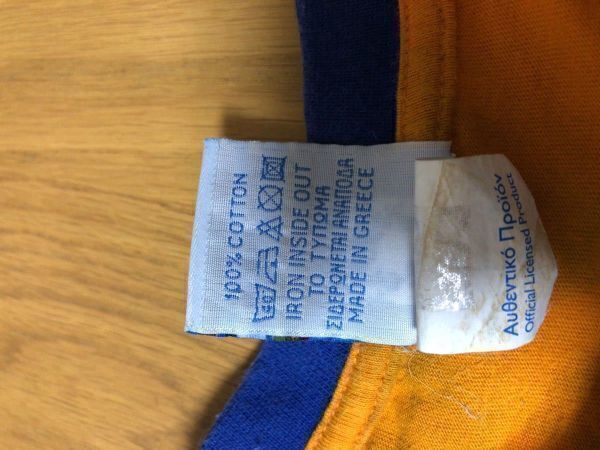 100% COTTON
IRON INSIDE OUT
ΤΟ ΤΥΠΩΜΑ
ΣΙΔΕΡΩΝΕΤΑΙ ΑΝΑΠΟΔΑ
MADE IN GREECE
Αυθεντικό Προϊόν
Official Licensed Product